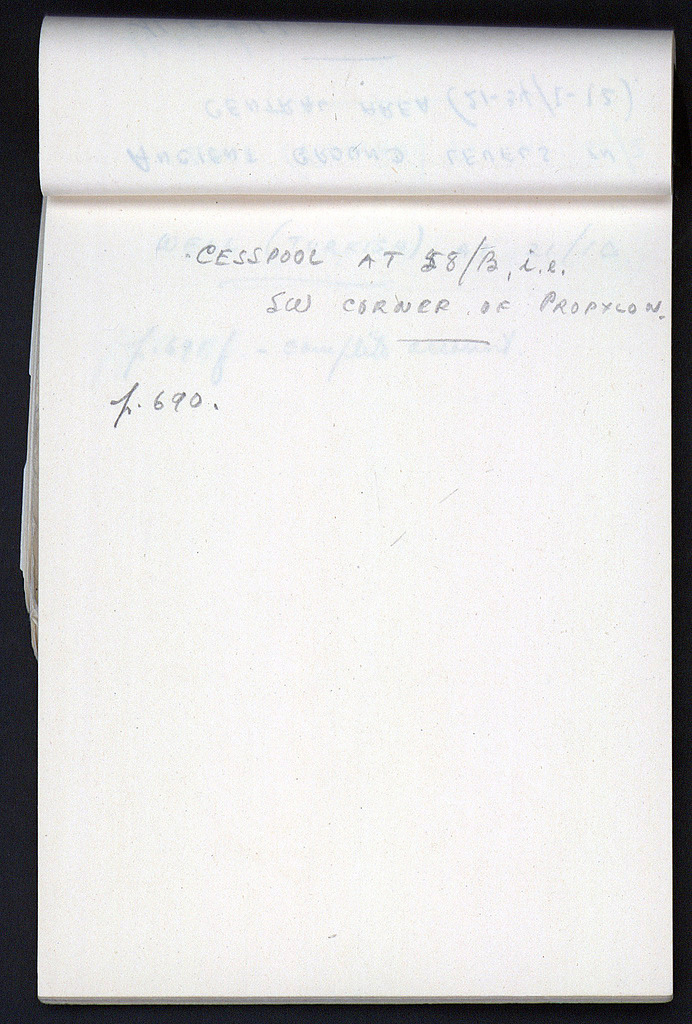 CESSPOOL AT 58/B, i.e.
SW CORNER OF PROPYLON.
p. 690.